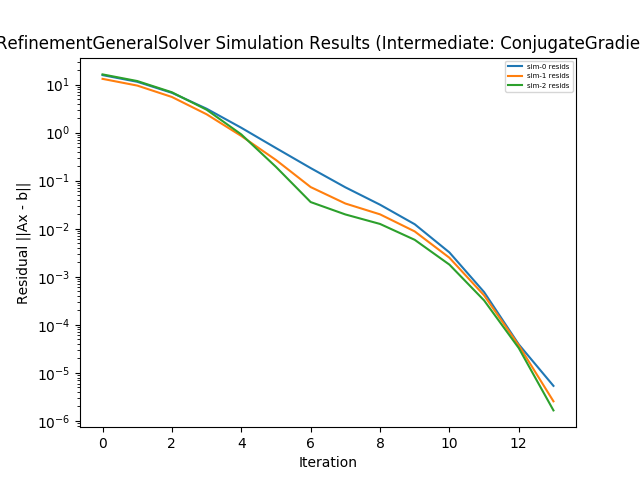 RefinementGeneralSolver Simulation Results (Intermediate: ConjugateGradie
sim-0 resids
sim-1 resids
sim-2 resids
Residual ||Ax - b||
10¹
10⁰
10⁻¹
10⁻²
10⁻³
10⁻⁴
10⁻⁵
10⁻⁶
0 2 4 6 8 10 12
Iteration